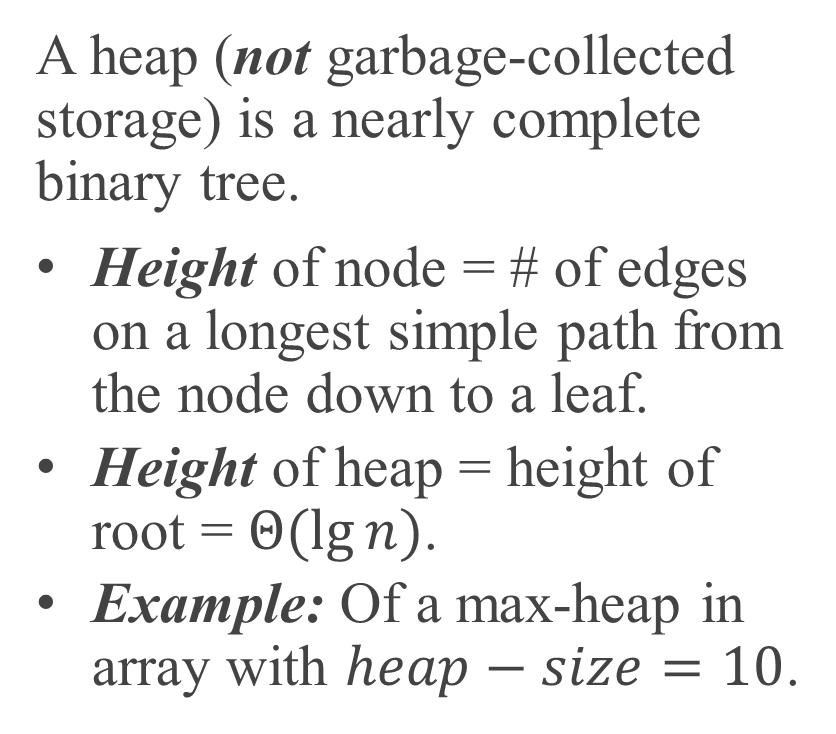 A heap (not garbage-collected
storage) is a nearly complete
binary tree.
• Height of node = # of edges
on a longest simple path from
the node down to a leaf.
• Height of heap = height of
root = Θ(lg n).
• Example: Of a max-heap in
array with heap − size = 10.